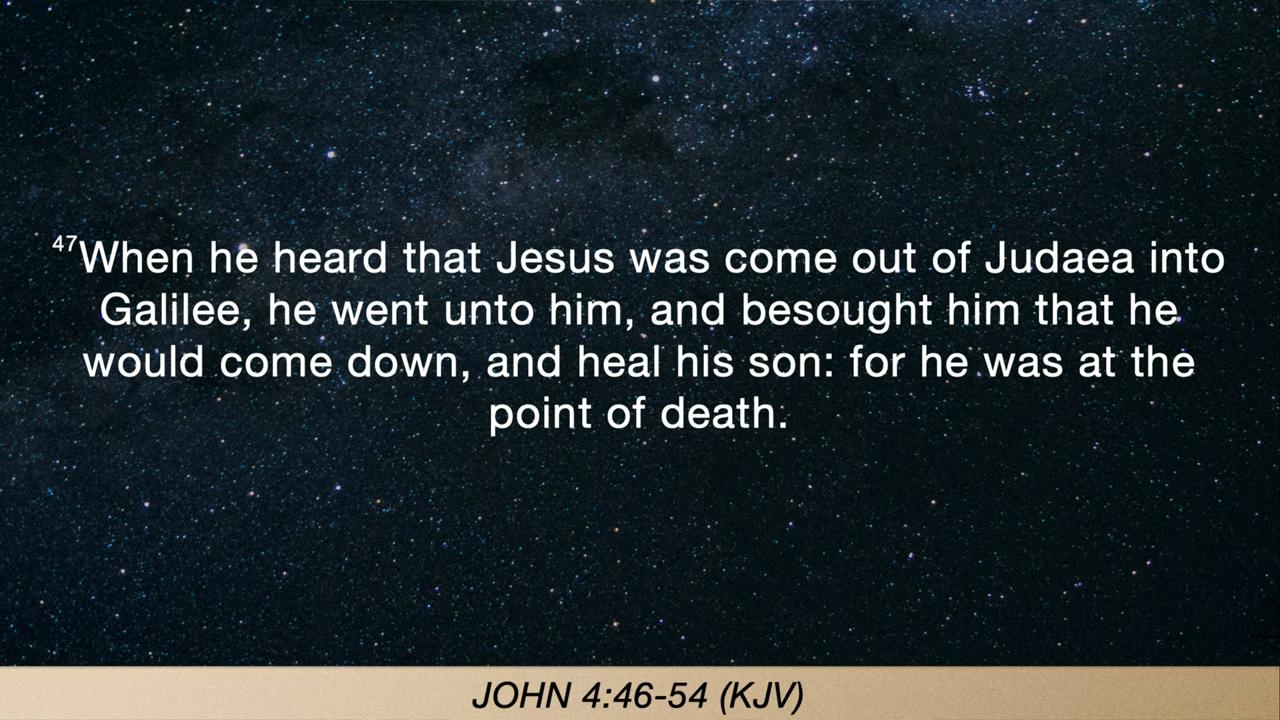 47When he heard that Jesus was come out of Judaea into
Galilee, he went unto him, and besought him that he
would come down, and heal his son: for he was at the
point of death.
JOHN 4:46-54 (KJV)